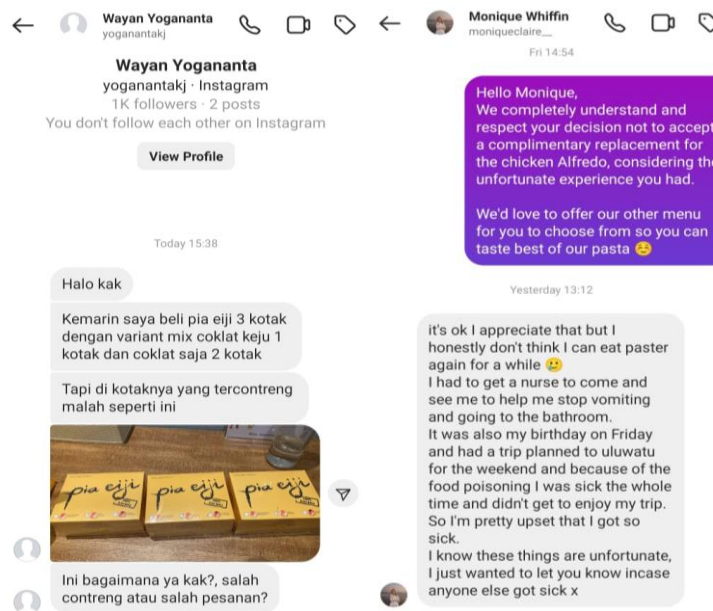 Wayan Yogananta
yoganantakj
Wayan Yogananta
yoganantakj · Instagram
1K followers · 2 posts
You don't follow each other on Instagram
View Profile
Today 15:38
Halo kak
Kemarin saya beli pia eiji 3 kotak
dengan variant mix coklat keju 1
kotak dan coklat saja 2 kotak
Tapi di kotaknya yang tercontreng
malah seperti ini
pia eiji
pia eiji
pia eiji
Ini bagaimana ya kak?, salah
contreng atau salah pesanan?
Monique Whiffin
moniqueclaire__
Fri 14:54
Hello Monique,
We completely understand and
respect your decision not to accept
a complimentary replacement for
the chicken Alfredo, considering the
unfortunate experience you had.
We'd love to offer our other menu
for you to choose from so you can
taste best of our pasta ☺️
Yesterday 13:12
it's ok I appreciate that but I
honestly don't think I can eat paster
again for a while 🥲
I had to get a nurse to come and
see me to help me stop vomiting
and going to the bathroom.
It was also my birthday on Friday
and had a trip planned to uluwatu
for the weekend and because of the
food poisoning I was sick the whole
time and didn't get to enjoy my trip.
So I'm pretty upset that I got so
sick.
I know these things are unfortunate,
I just wanted to let you know incase
anyone else got sick x